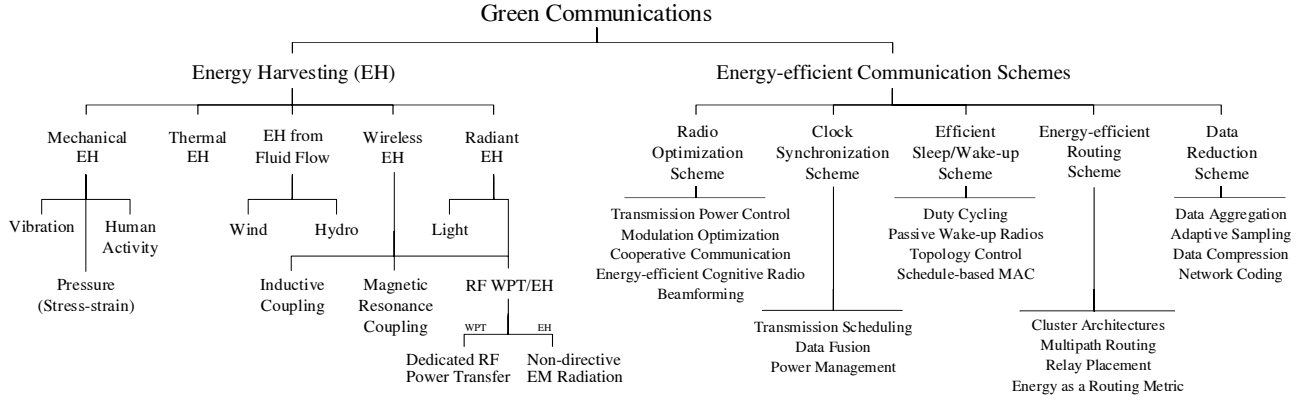 Green Communications
Energy Harvesting (EH)
Energy-efficient Communication Schemes
Mechanical
EH
Thermal
EH
EH from
Fluid Flow
Wireless
EH
Radiant
EH
Radio
Optimization
Scheme
Clock
Synchronization
Scheme
Efficient
Sleep/Wake-up
Scheme
Energy-efficient
Routing
Scheme
Data
Reduction
Scheme
Vibration
Human
Activity
Wind
Hydro
Light
Pressure
(Stress-strain)
Inductive
Coupling
Magnetic
Resonance
Coupling
RF WPT/EH
WPT
EH
Dedicated RF
Power Transfer
Non-directive
EM Radiation
Transmission Power Control
Modulation Optimization
Cooperative Communication
Energy-efficient Cognitive Radio
Beamforming
Transmission Scheduling
Data Fusion
Power Management
Duty Cycling
Passive Wake-up Radios
Topology Control
Schedule-based MAC
Cluster Architectures
Multipath Routing
Relay Placement
Energy as a Routing Metric
Data Aggregation
Adaptive Sampling
Data Compression
Network Coding